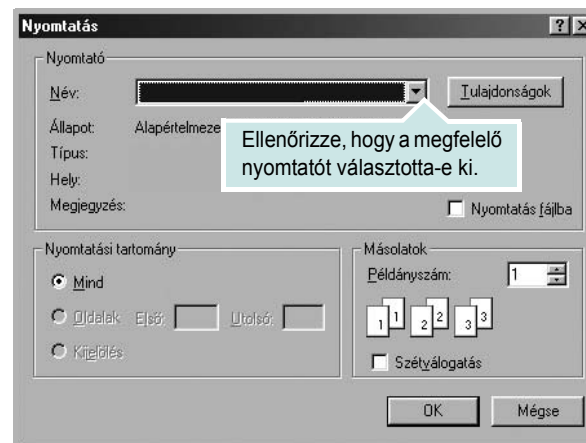 Nyomtatás
Nyomtató
Név:
Tulajdonságok
Állapot: Alapértelmeze
Ellenőrizze, hogy a megfelelő
nyomtatót választotta-e ki.
Típus:
Hely:
Megjegyzés:
Nyomtatás fájlba
Nyomtatási tartomány
Mind
Oldalak Első: Utolsó:
Kijelölés
Másolatok
Példányszám: 1
1 1 2 2 3 3
Szétválogatás
OK Mégse